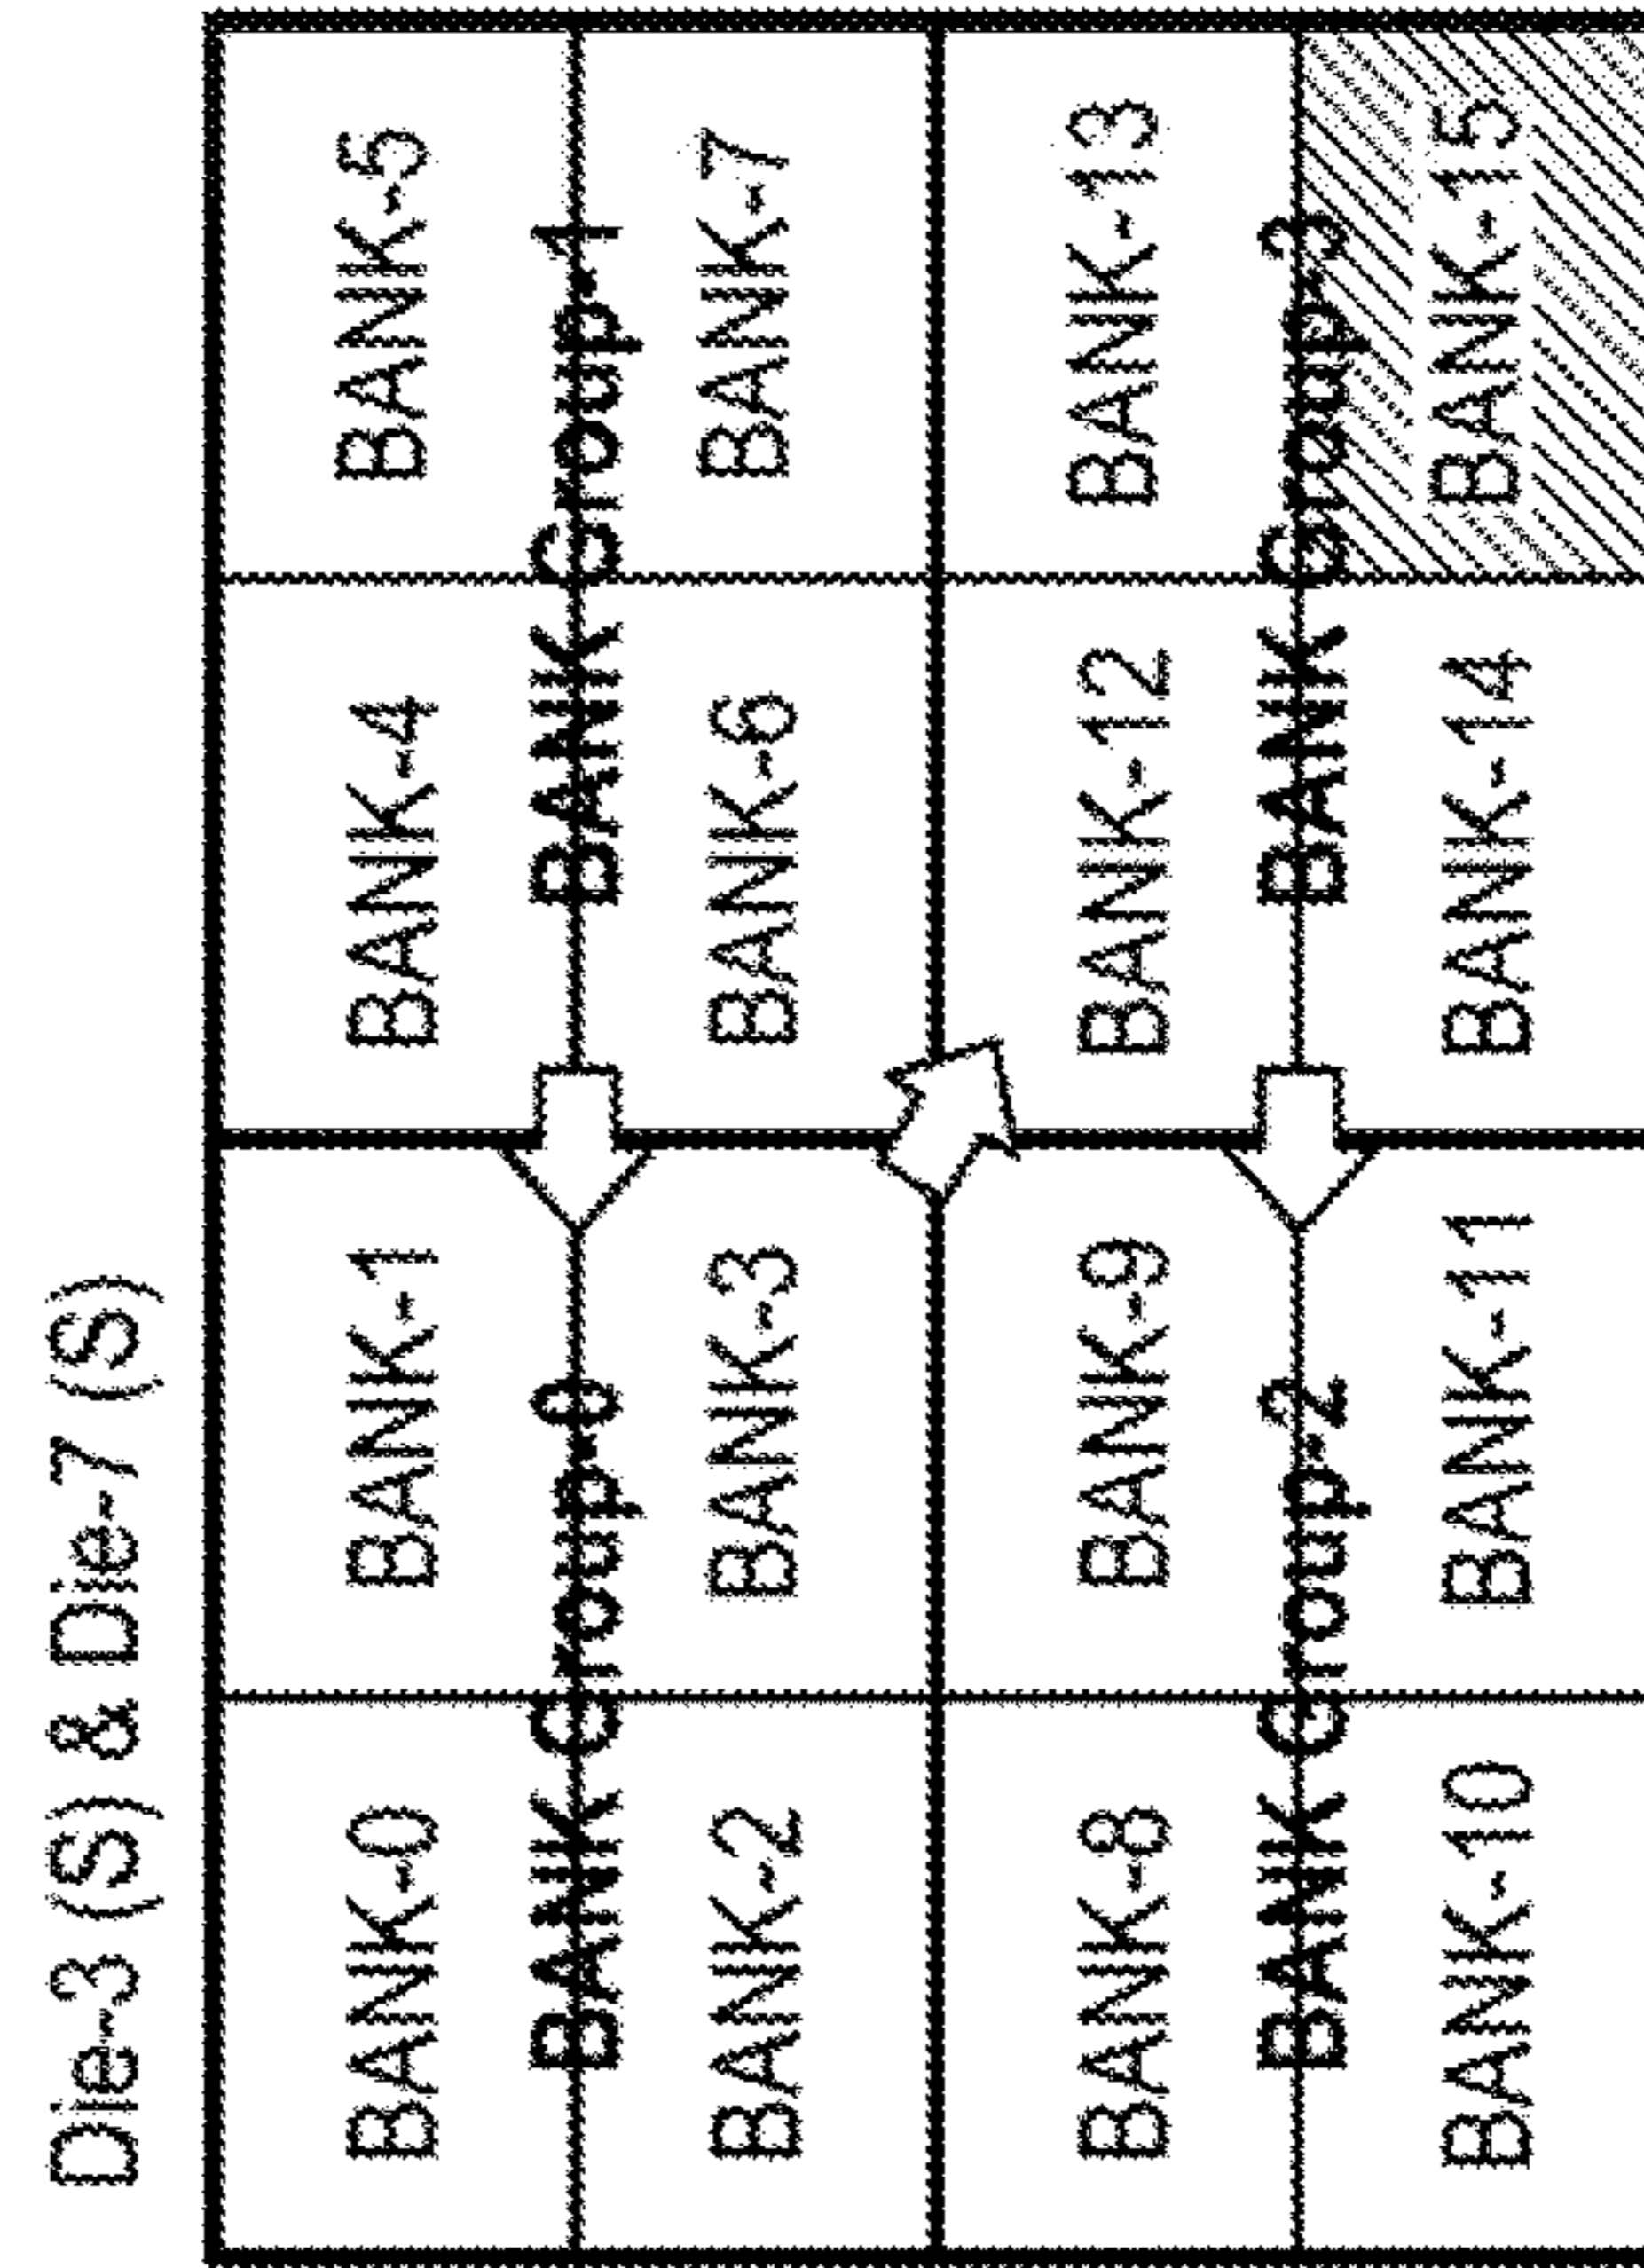 Die-3 (S) & Die-7 (S)
BANK-0 BANK-1 BANK-4 BANK-5
BANK Group-0 BANK Group-1
BANK-2 BANK-3 BANK-6 BANK-7
BANK-8 BANK-9 BANK-12 BANK-13
BANK Group-2 BANK Group-3
BANK-10 BANK-11 BANK-14 BANK-15